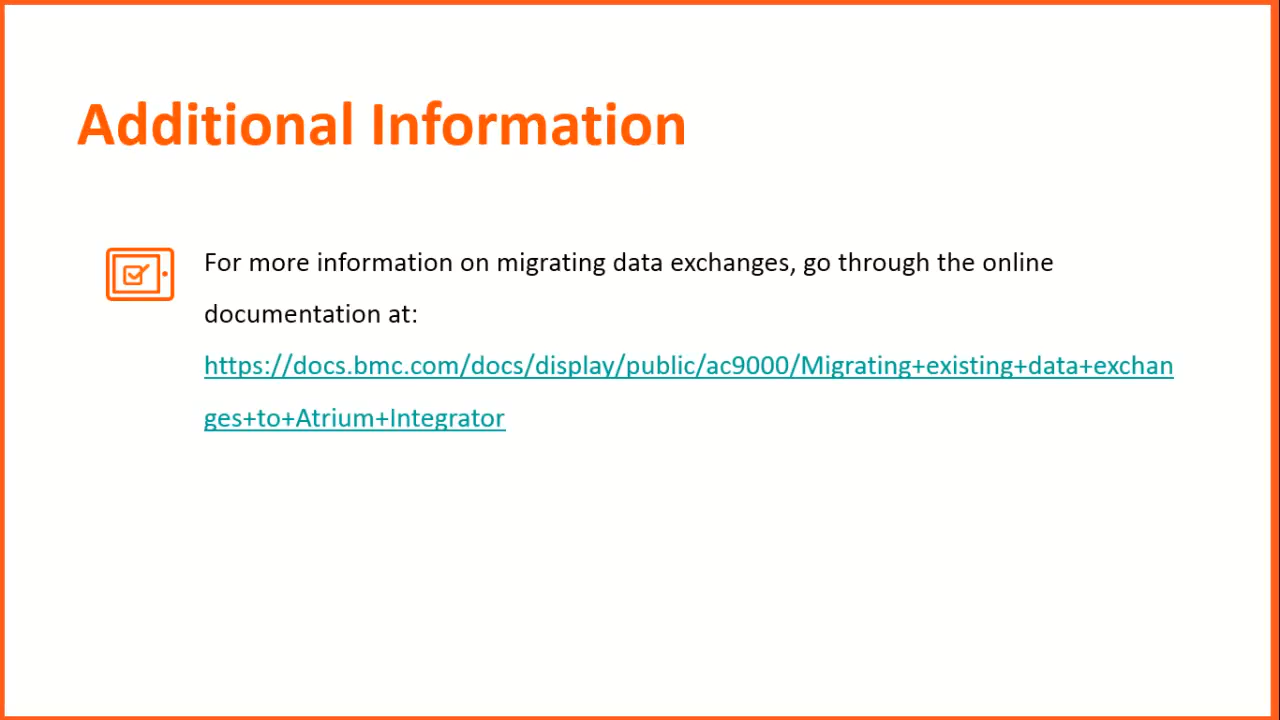 Additional Information
For more information on migrating data exchanges, go through the online
documentation at:
https://docs.bmc.com/docs/display/public/ac9000/Migrating+existing+data+exchan
ges+to+Atrium+Integrator